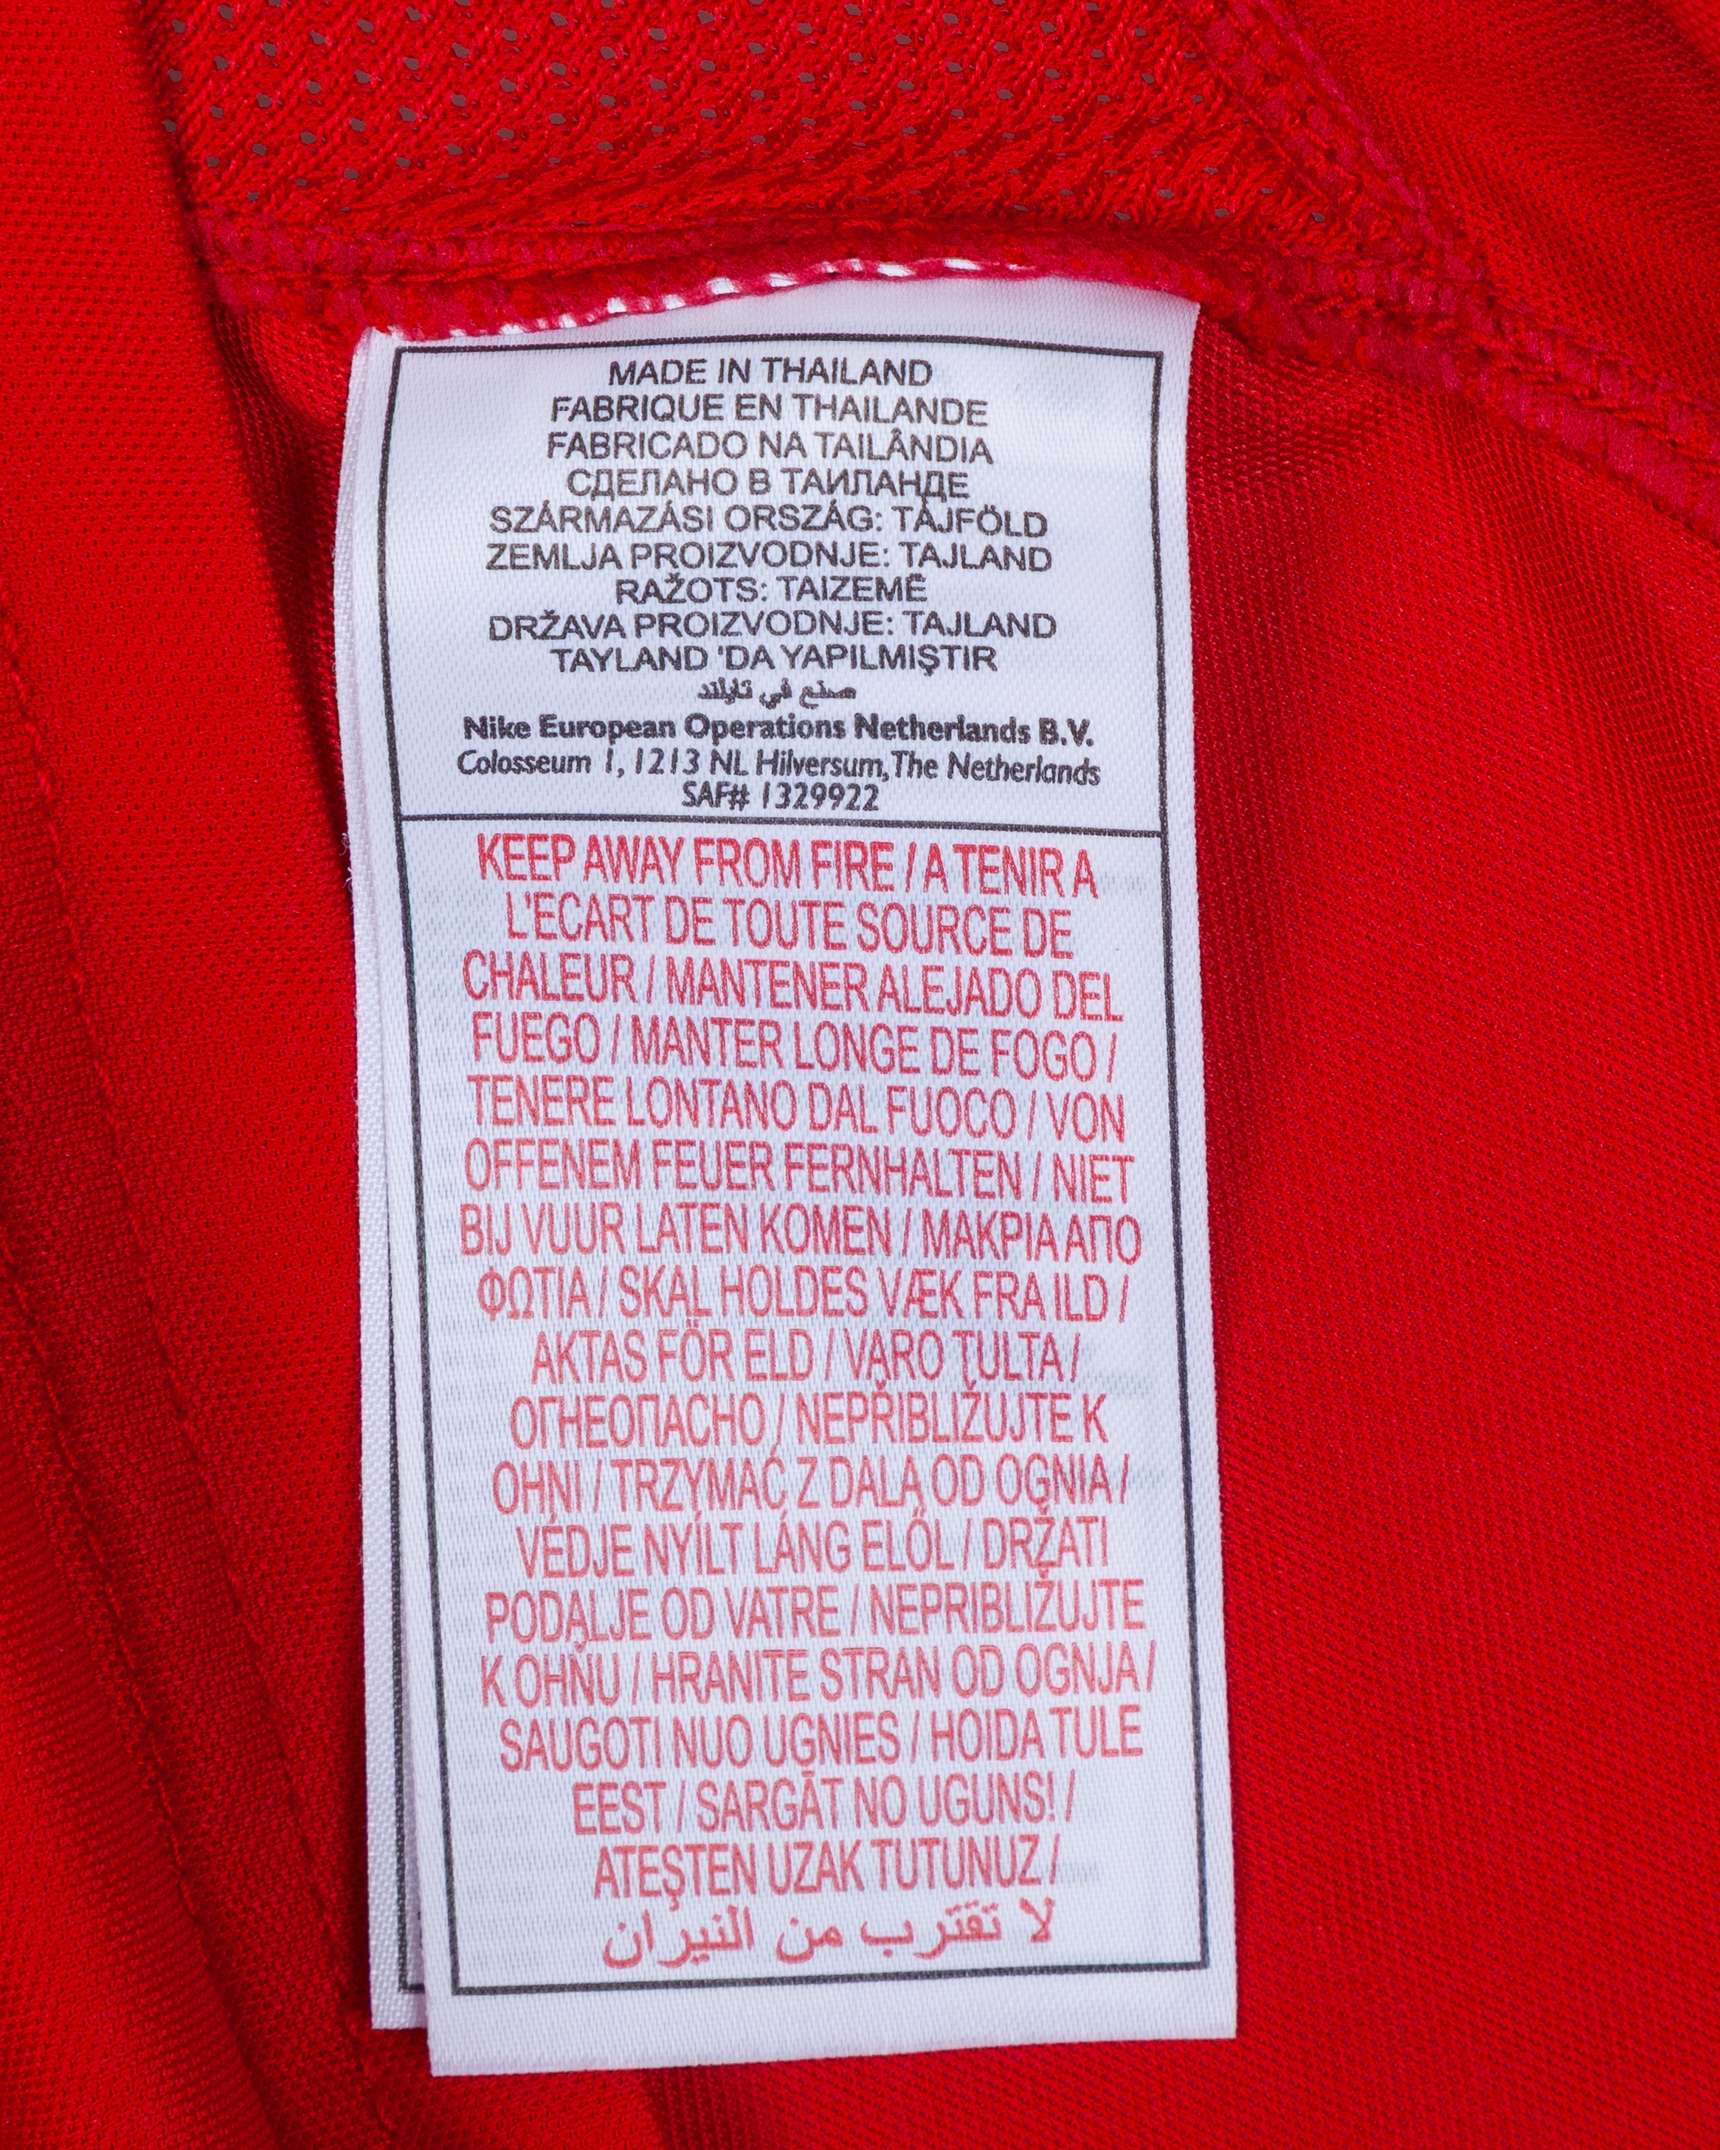 MADE IN THAILAND
FABRIQUE EN THAILANDE
FABRICADO NA TAILÂNDIA
СДЕЛАНО В ТАИЛАНДЕ
SZÁRMAZÁSI ORSZÁG: TÁJFÖLD
ZEMLJA PROIZVODNJE: TAJLAND
RAŽOTS: TAIZEMĒ
DRŽAVA PROIZVODNJE: TAJLAND
TAYLAND 'DA YAPILMIŞTIR
صنع في تايلند
Nike European Operations Netherlands B.V.
Colosseum 1, 1213 NL Hilversum, The Netherlands
SAF# 1329922
KEEP AWAY FROM FIRE / A TENIR A
L'ECART DE TOUTE SOURCE DE
CHALEUR / MANTENER ALEJADO DEL
FUEGO / MANTER LONGE DE FOGO /
TENERE LONTANO DAL FUOCO / VON
OFFENEM FEUER FERNHALTEN / NIET
BIJ VUUR LATEN KOMEN / ΜΑΚΡΙΑ ΑΠΟ
ΦΩΤΙΑ / SKAL HOLDES VÆK FRA ILD /
AKTAS FÖR ELD / VARO TULTA /
ОГНЕОПАСНО / NEPŘIBLIŽUJTE K
OHNI / TRZYMAĆ Z DALA OD OGNIA /
VÉDJE NYÍLT LÁNG ELŐL / DRŽATI
PODALJE OD VATRE / NEPRIBLIŽUJTE
K OHŇU / HRANITE STRAN OD OGNJA /
SAUGOTI NUO UGNIES / HOIDA TULE
EEST / SARGĀT NO UGUNS! /
ATEŞTEN UZAK TUTUNUZ /
لا تقترب من النيران